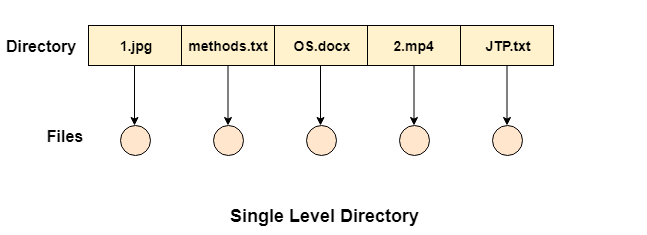 Directory 1.jpg methods.txt OS.docx 2.mp4 JTP.txt
Files
Single Level Directory